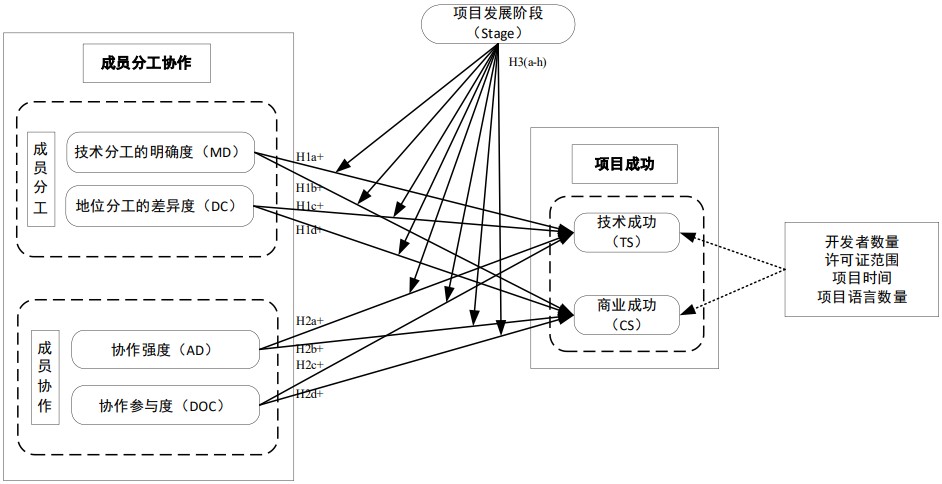 项目发展阶段
（Stage）
H3(a-h)
成员分工协作
成员分工
技术分工的明确度（MD）
地位分工的差异度（DC）
H1a+
H1b+
H1c+
H1d+
项目成功
技术成功
（TS）
商业成功
（CS）
开发者数量
许可证范围
项目时间
项目语言数量
成员协作
协作强度（AD）
协作参与度（DOC）
H2a+
H2b+
H2c+
H2d+